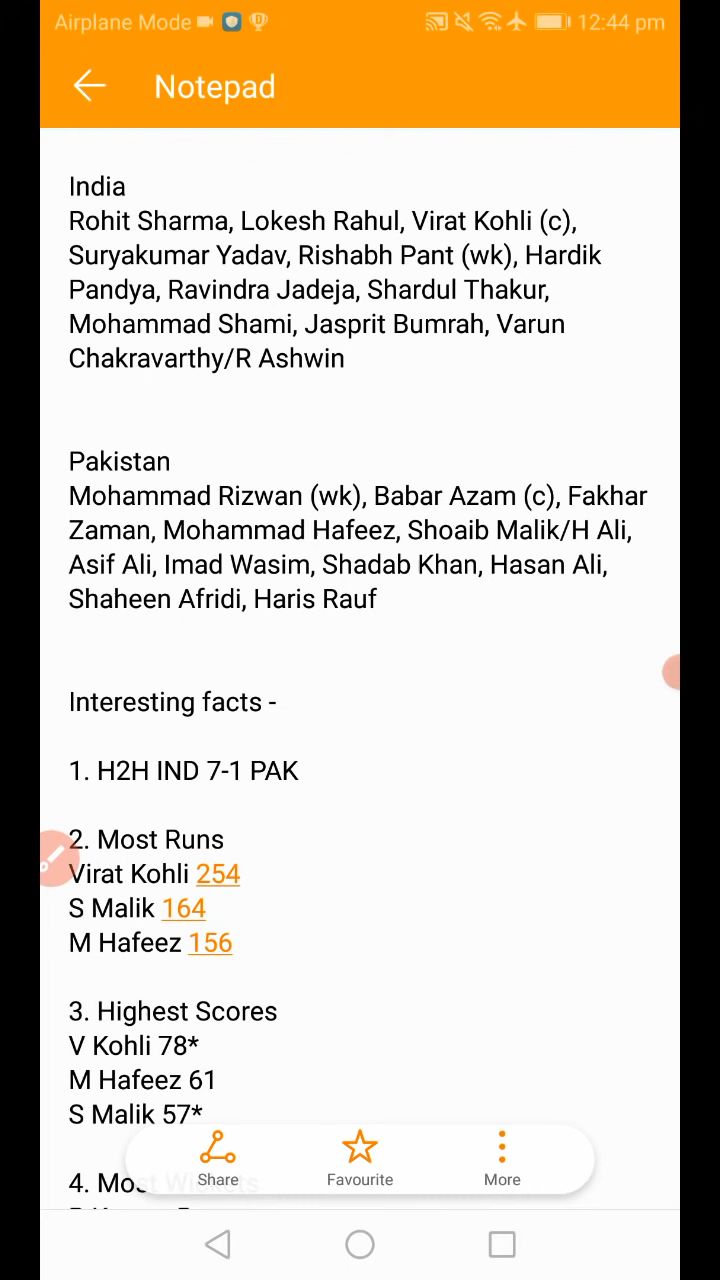 Airplane Mode 12:44 pm
Notepad
India
Rohit Sharma, Lokesh Rahul, Virat Kohli (c),
Suryakumar Yadav, Rishabh Pant (wk), Hardik
Pandya, Ravindra Jadeja, Shardul Thakur,
Mohammad Shami, Jasprit Bumrah, Varun
Chakravarthy/R Ashwin
Pakistan
Mohammad Rizwan (wk), Babar Azam (c), Fakhar
Zaman, Mohammad Hafeez, Shoaib Malik/H Ali,
Asif Ali, Imad Wasim, Shadab Khan, Hasan Ali,
Shaheen Afridi, Haris Rauf
Interesting facts -
1. H2H IND 7-1 PAK
2. Most Runs
Virat Kohli 254
S Malik 164
M Hafeez 156
3. Highest Scores
V Kohli 78*
M Hafeez 61
S Malik 57*
4. Most Wickets
Share Favourite More